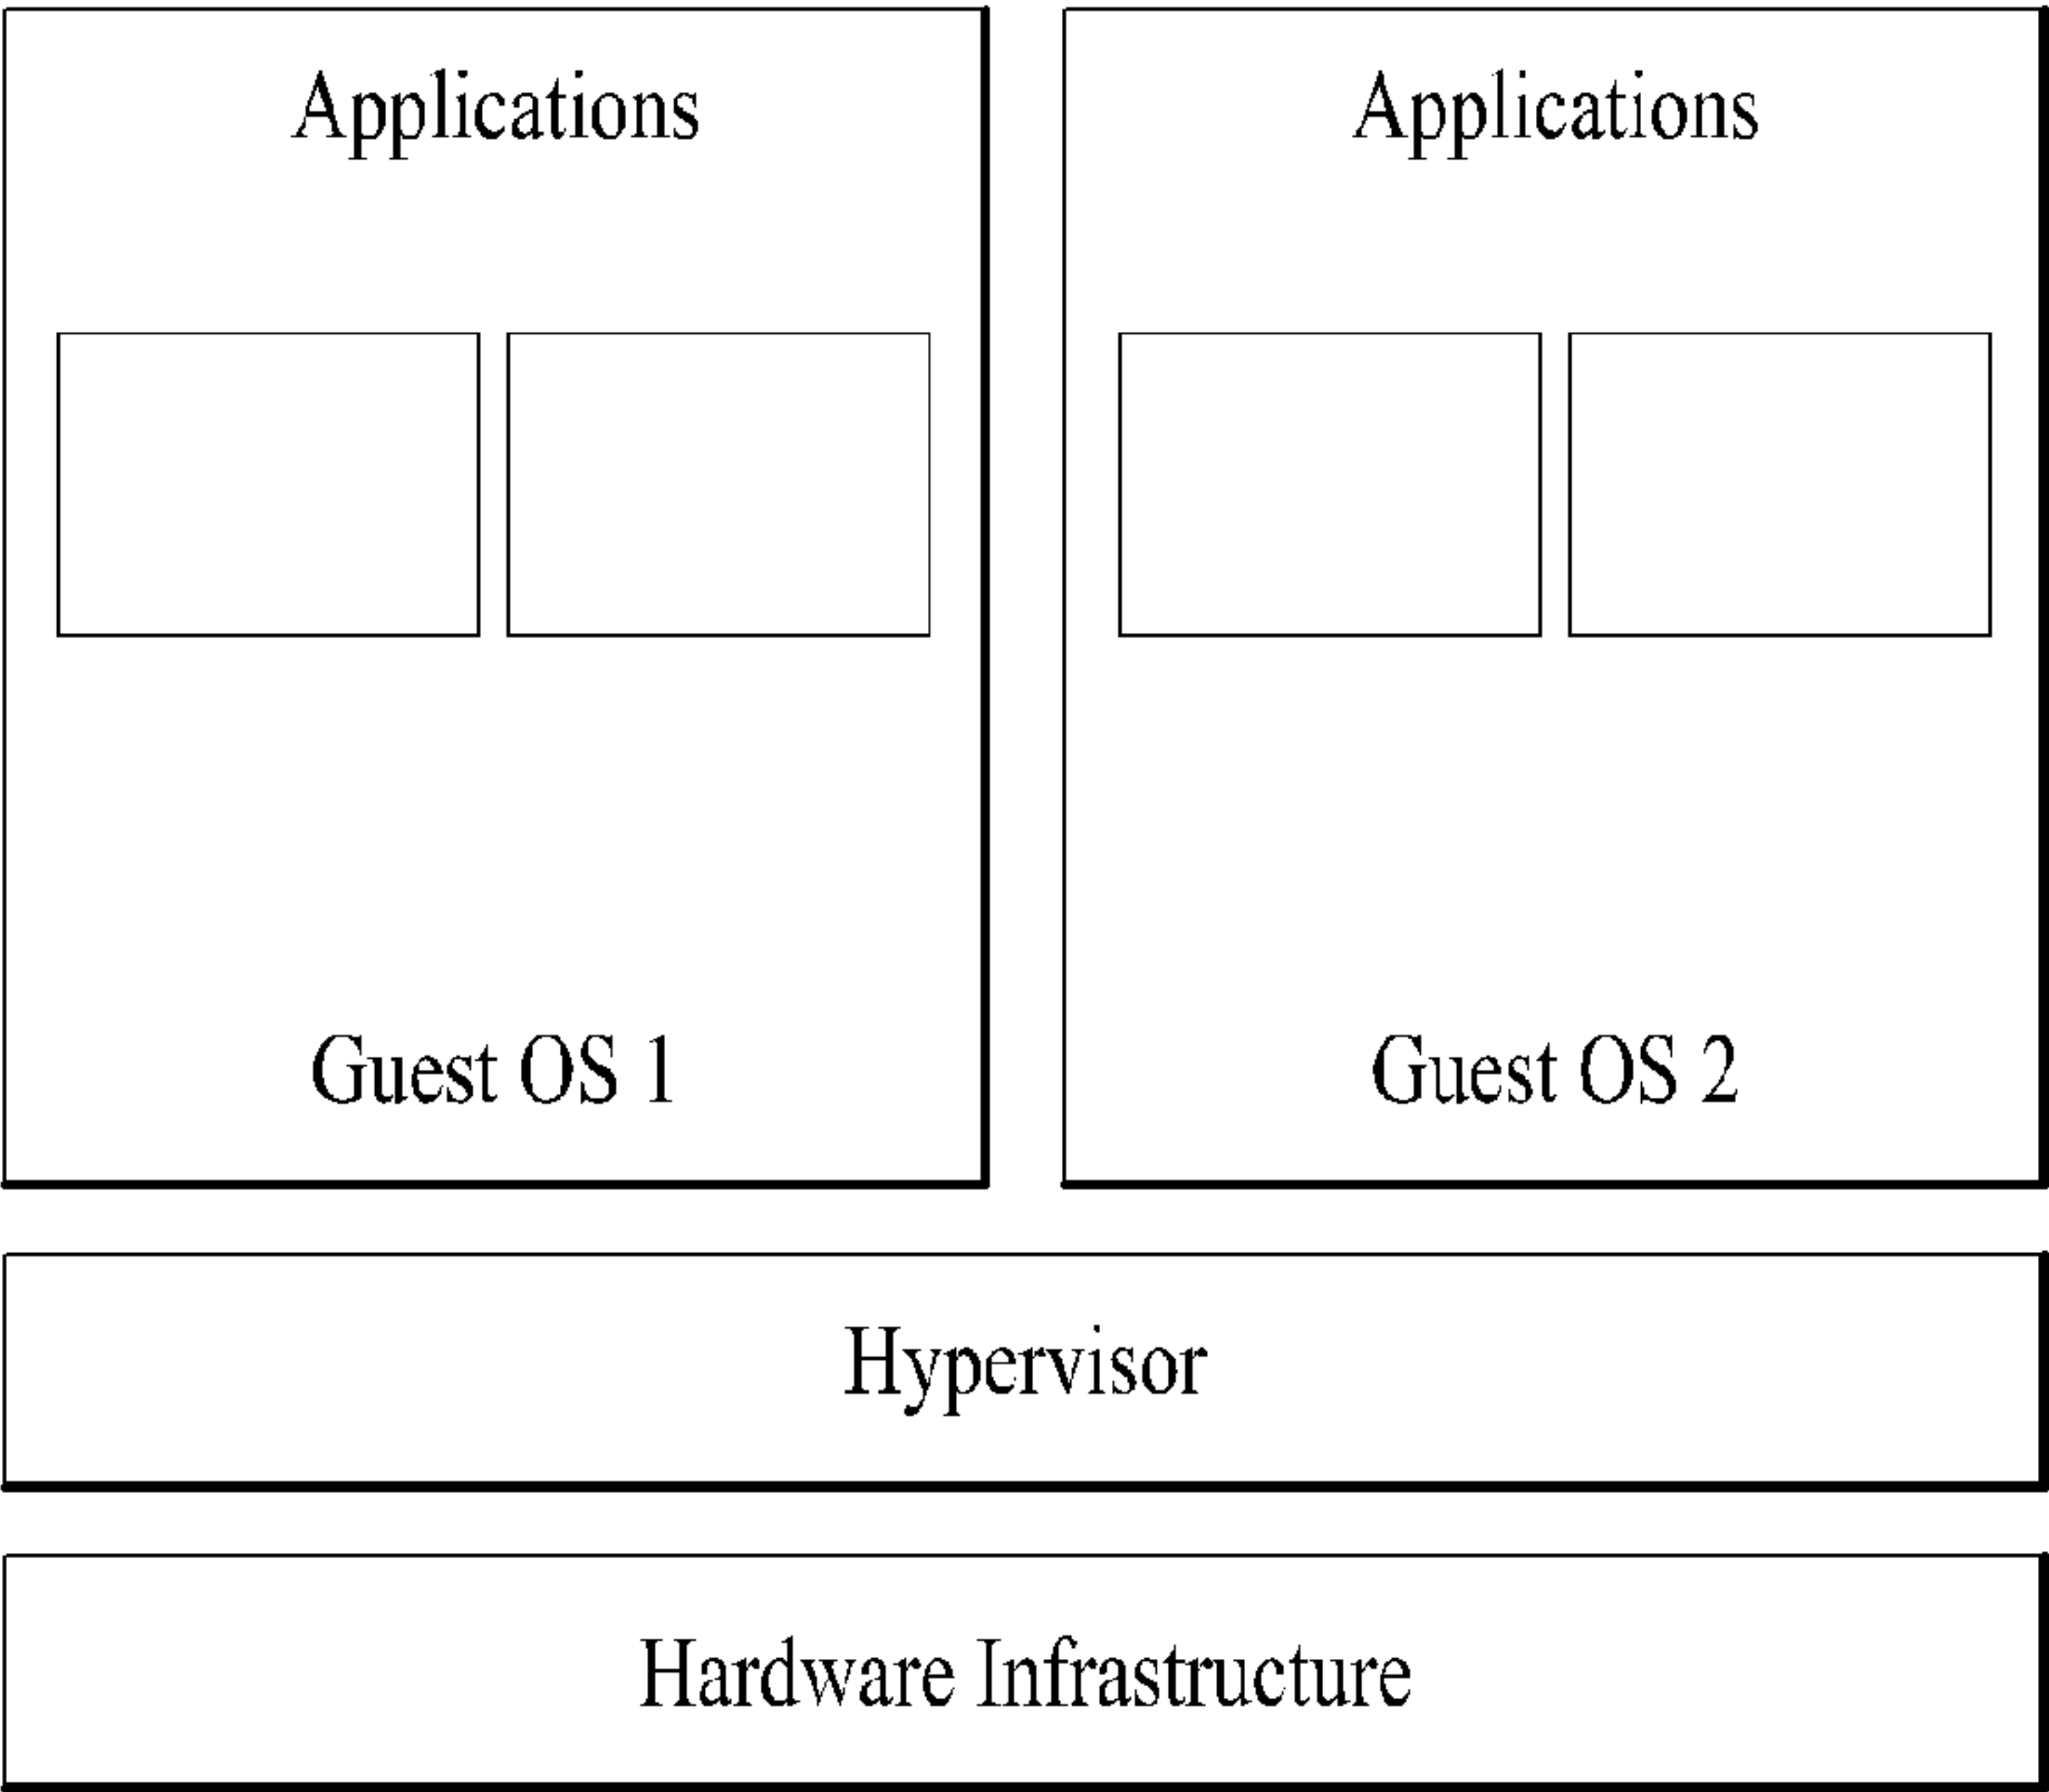 Applications
Applications
Guest OS 1
Guest OS 2
Hypervisor
Hardware Infrastructure